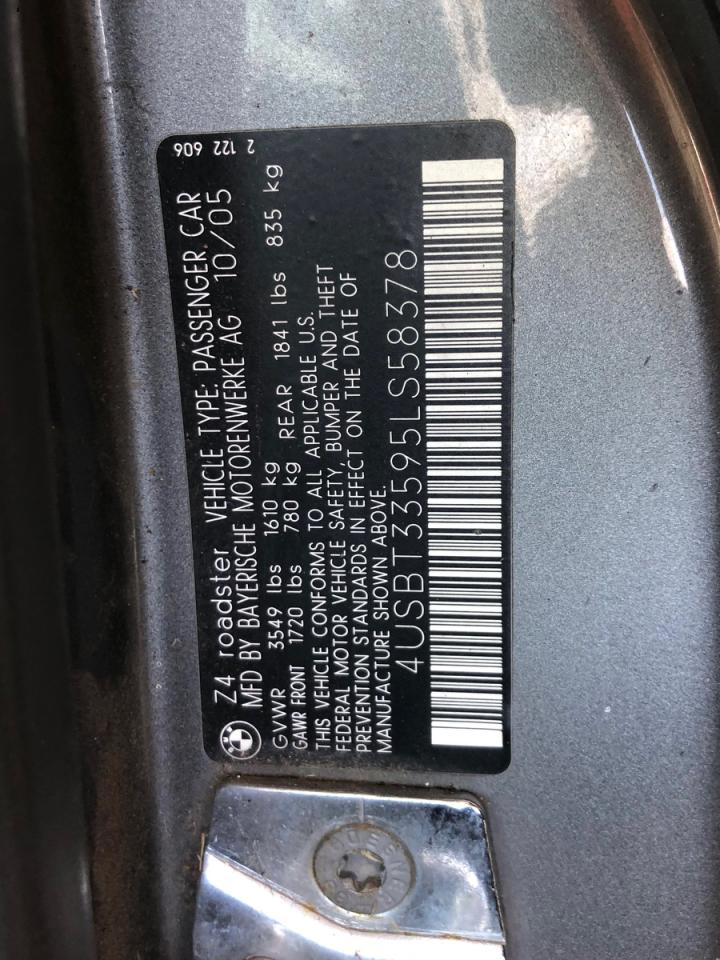 2 122 606
Z4 roadster VEHICLE TYPE: PASSENGER CAR
MFD BY BAYERISCHE MOTORENWERKE AG 10/05
GVWR 3549 lbs 1610 kg
GAWR FRONT 1720 lbs 780 kg REAR 1841 lbs 835 kg
THIS VEHICLE CONFORMS TO ALL APPLICABLE U.S.
FEDERAL MOTOR VEHICLE SAFETY, BUMPER AND THEFT
PREVENTION STANDARDS IN EFFECT ON THE DATE OF
MANUFACTURE SHOWN ABOVE.
4USBT33595LS58378